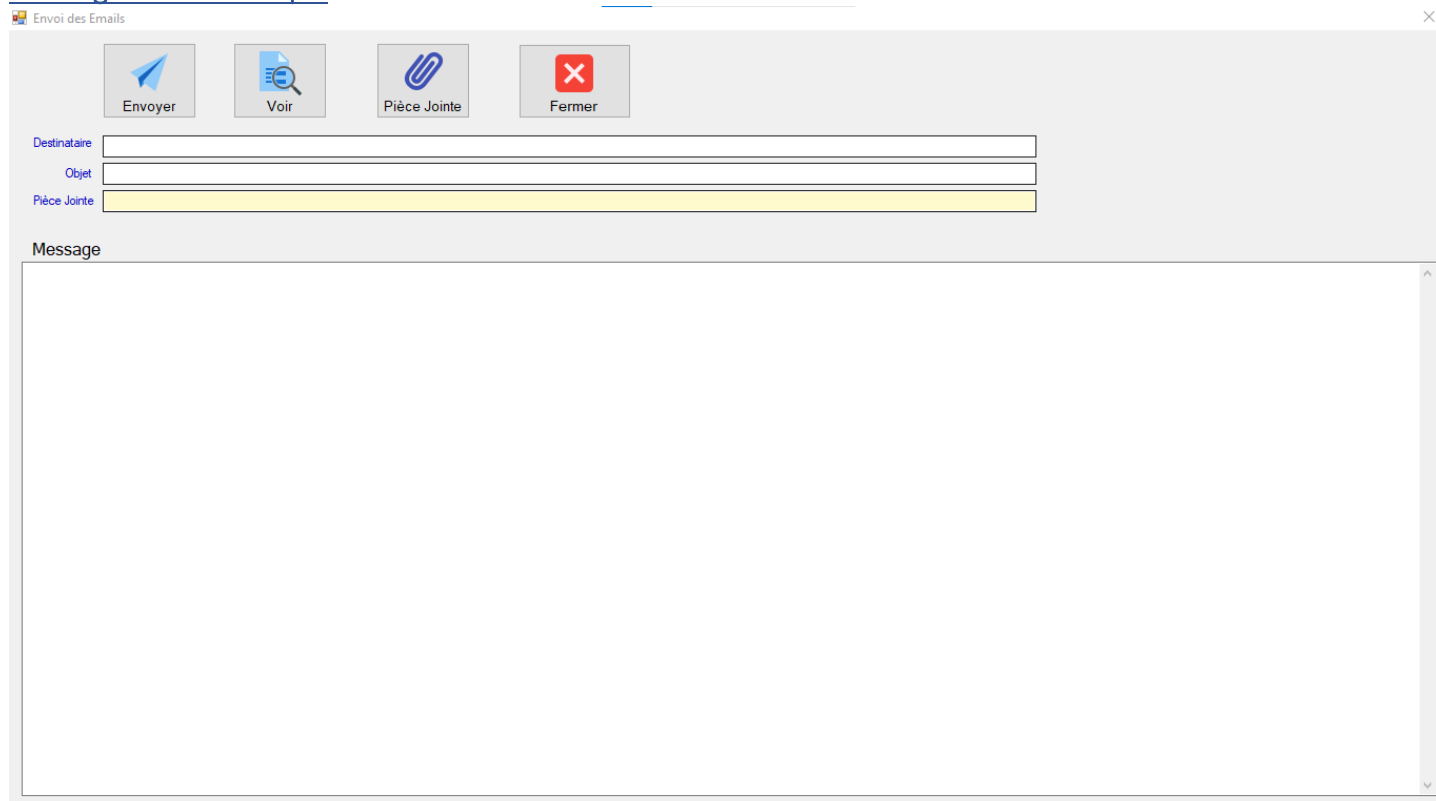 Envoi des Emails
Envoyer Voir Pièce Jointe Fermer
Destinataire
Objet
Pièce Jointe
Message